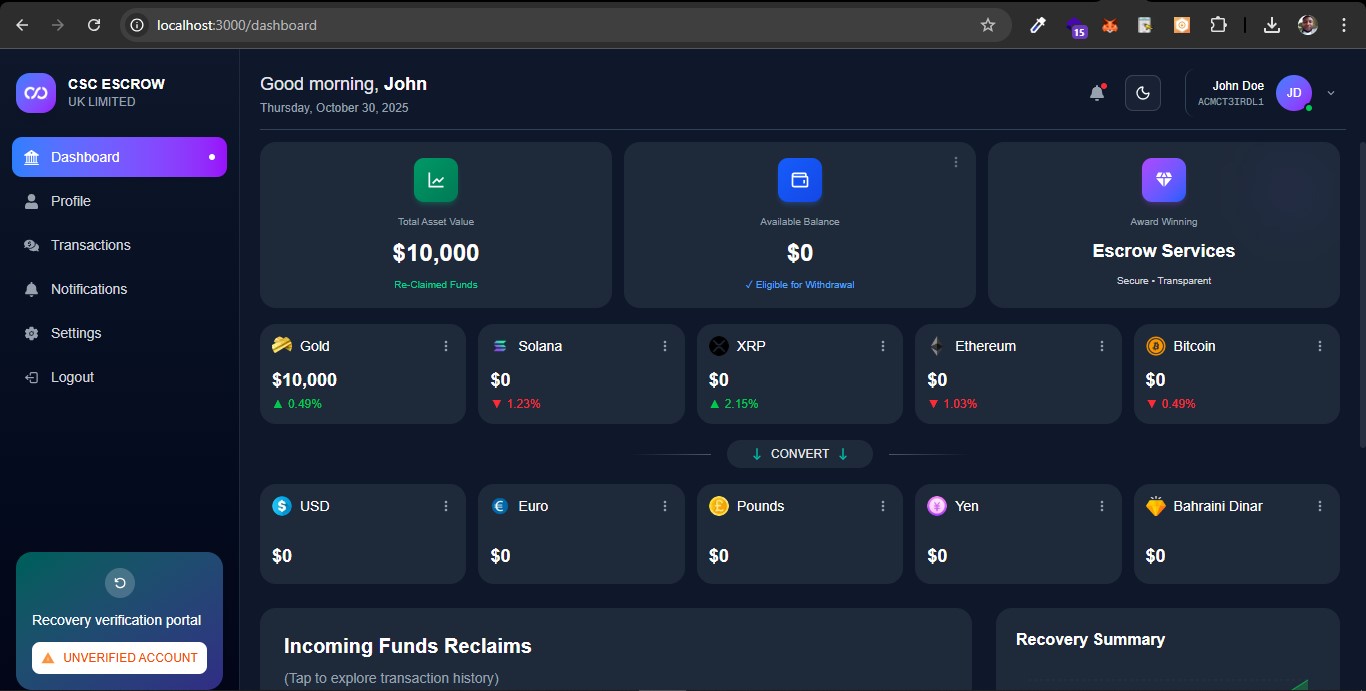 localhost:3000/dashboard
15
CSC ESCROW
UK LIMITED
Dashboard
Profile
Transactions
Notifications
Settings
Logout
Recovery verification portal
UNVERIFIED ACCOUNT
Good morning, John
Thursday, October 30, 2025
John Doe
ACMCT3IRDL1
JD
Total Asset Value
$10,000
Re-Claimed Funds
Available Balance
$0
✓ Eligible for Withdrawal
Award Winning
Escrow Services
Secure • Transparent
Gold
$10,000
▲ 0.49%
Solana
$0
▼ 1.23%
XRP
$0
▲ 2.15%
Ethereum
$0
▼ 1.03%
Bitcoin
$0
▼ 0.49%
↓ CONVERT ↓
USD
$0
Euro
$0
Pounds
$0
Yen
$0
Bahraini Dinar
$0
Incoming Funds Reclaims
(Tap to explore transaction history)
Recovery Summary